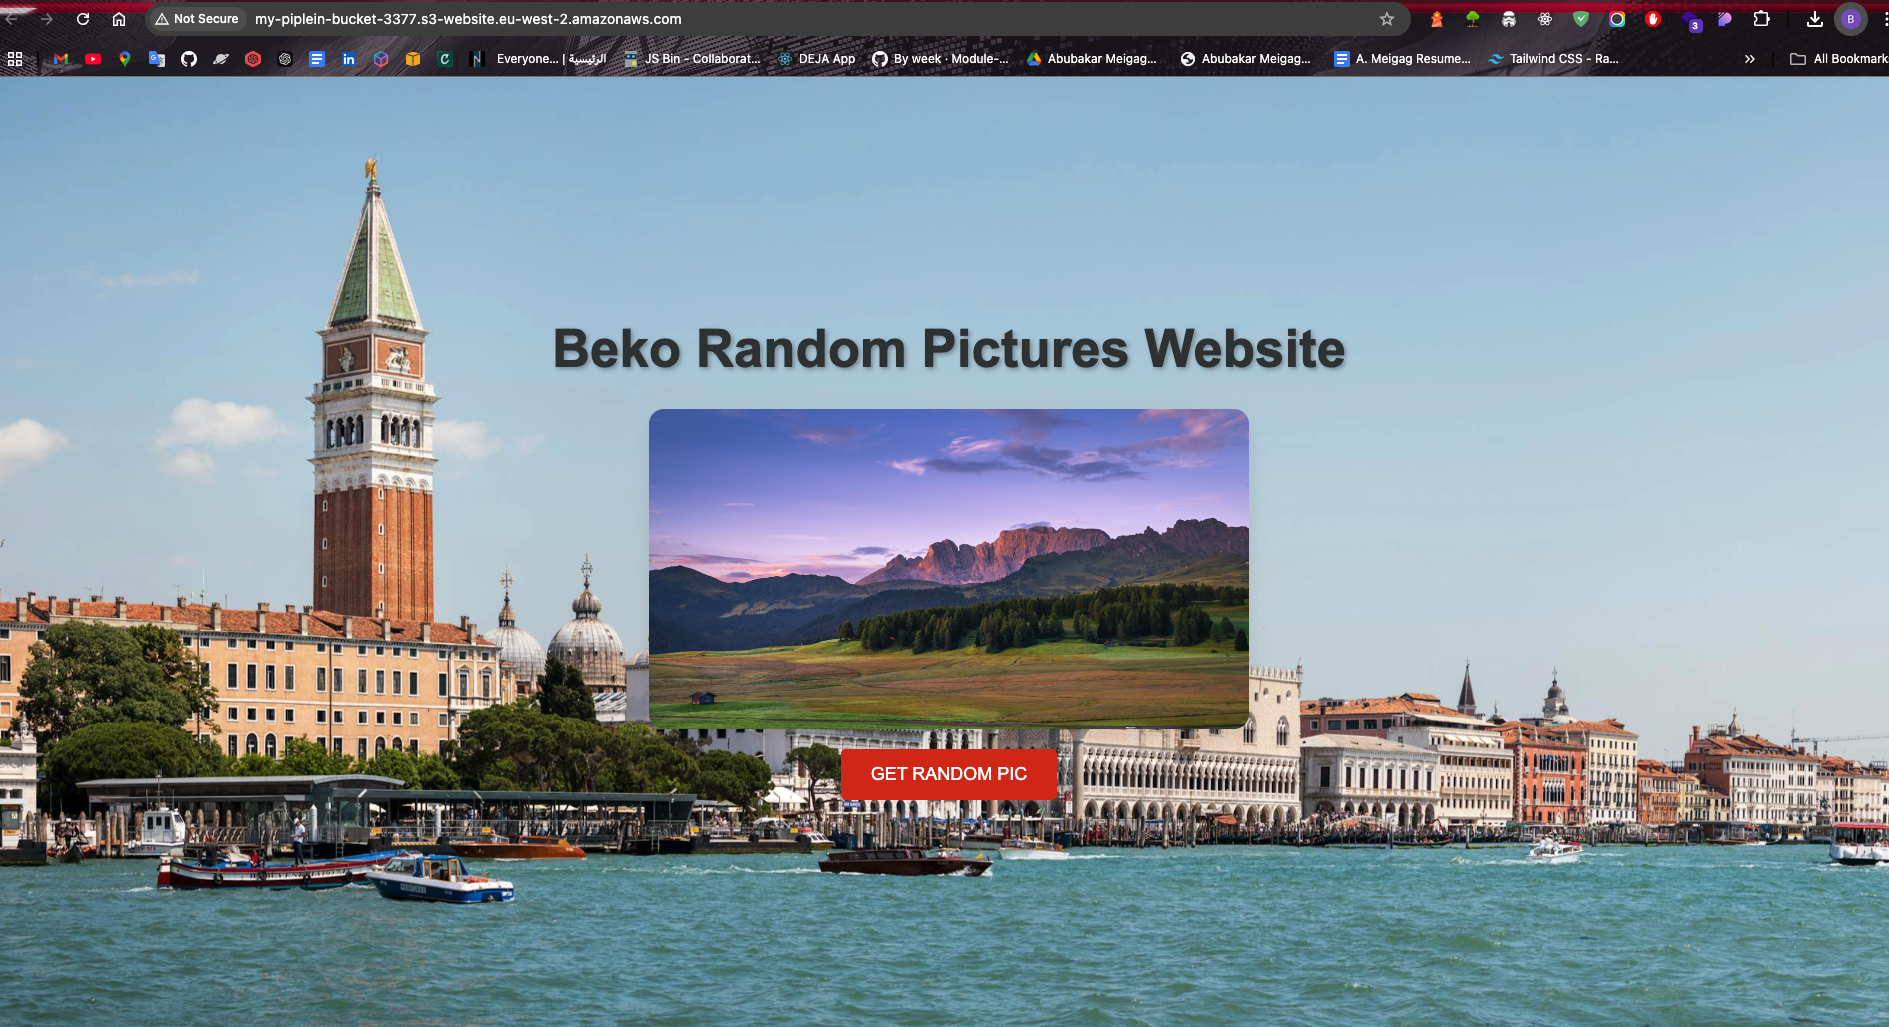 Not Secure my-piplein-bucket-3377.s3-website.eu-west-2.amazonaws.com
3
B
Everyone... | الرئيسية JS Bin - Collaborat... DEJA App By week · Module-... Abubakar Meigag... Abubakar Meigag... A. Meigag Resume... Tailwind CSS - Ra... » All Bookmark
Beko Random Pictures Website
GET RANDOM PIC